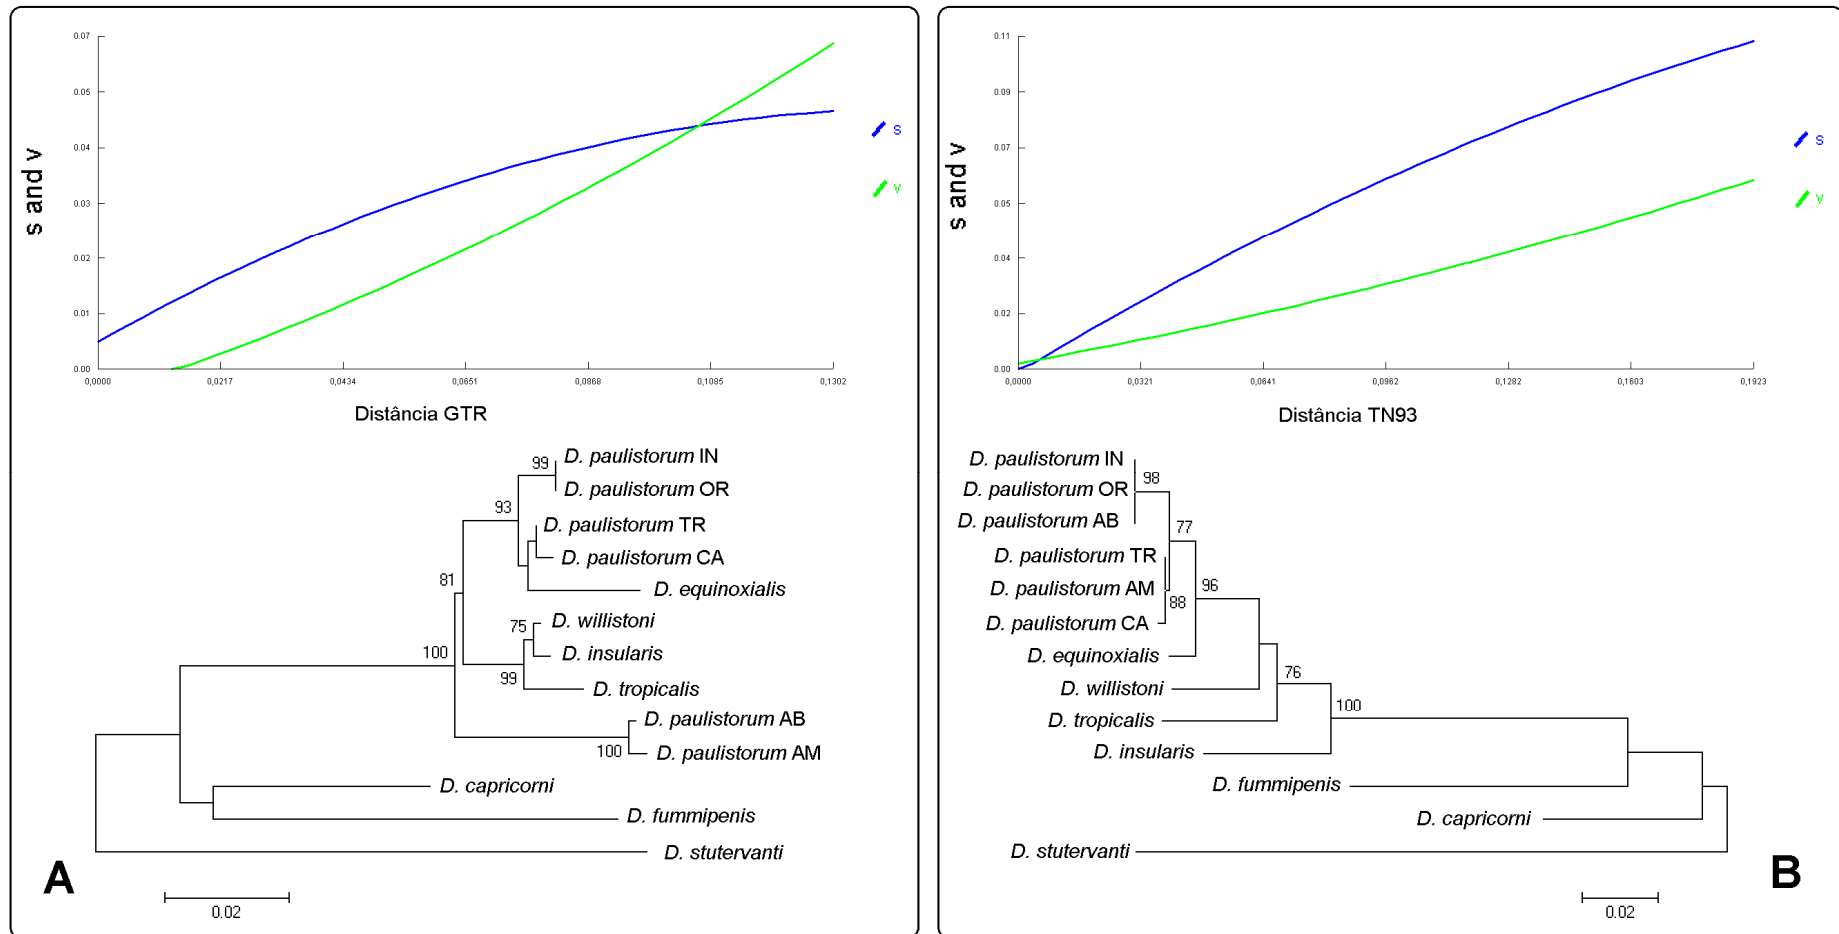 0.07
0.05
0.04
0.03
0.02
0.01
0.00
s and v
0,0000
0,0217
0,0434
0,0651
0,0868
0,1085
0,1302
Distância GTR
s
v
99
D. paulistorum IN
D. paulistorum OR
93
D. paulistorum TR
D. paulistorum CA
81
D. equinoxialis
75
D. willistoni
100
D. insularis
99
D. tropicalis
D. paulistorum AB
100
D. paulistorum AM
D. capricorni
D. fummipenis
D. stutervanti
A
0.02
0.11
0.09
0.07
0.05
0.04
0.02
0.00
s and v
0,0000
0,0321
0,0641
0,0962
0,1282
0,1603
0,1923
Distância TN93
s
v
D. paulistorum IN
98
D. paulistorum OR
D. paulistorum AB
77
D. paulistorum TR
D. paulistorum AM
96
88
D. paulistorum CA
D. equinoxialis
76
D. willistoni
100
D. tropicalis
D. insularis
D. fummipenis
D. capricorni
D. stutervanti
B
0.02